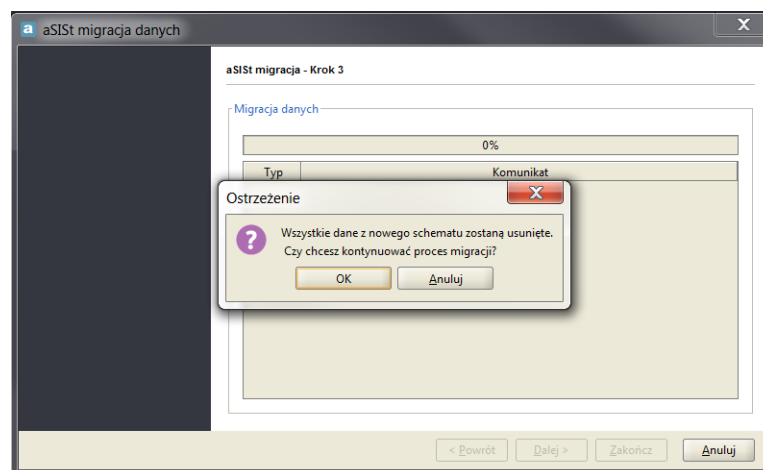 a aSISt migracja danych X
aSISt migracja - Krok 3
Migracja danych
0%
Typ Komunikat
Ostrzeżenie X
? Wszystkie dane z nowego schematu zostaną usunięte.
Czy chcesz kontynuować proces migracji?
OK Anuluj
< Powrót Dalej > Zakończ Anuluj